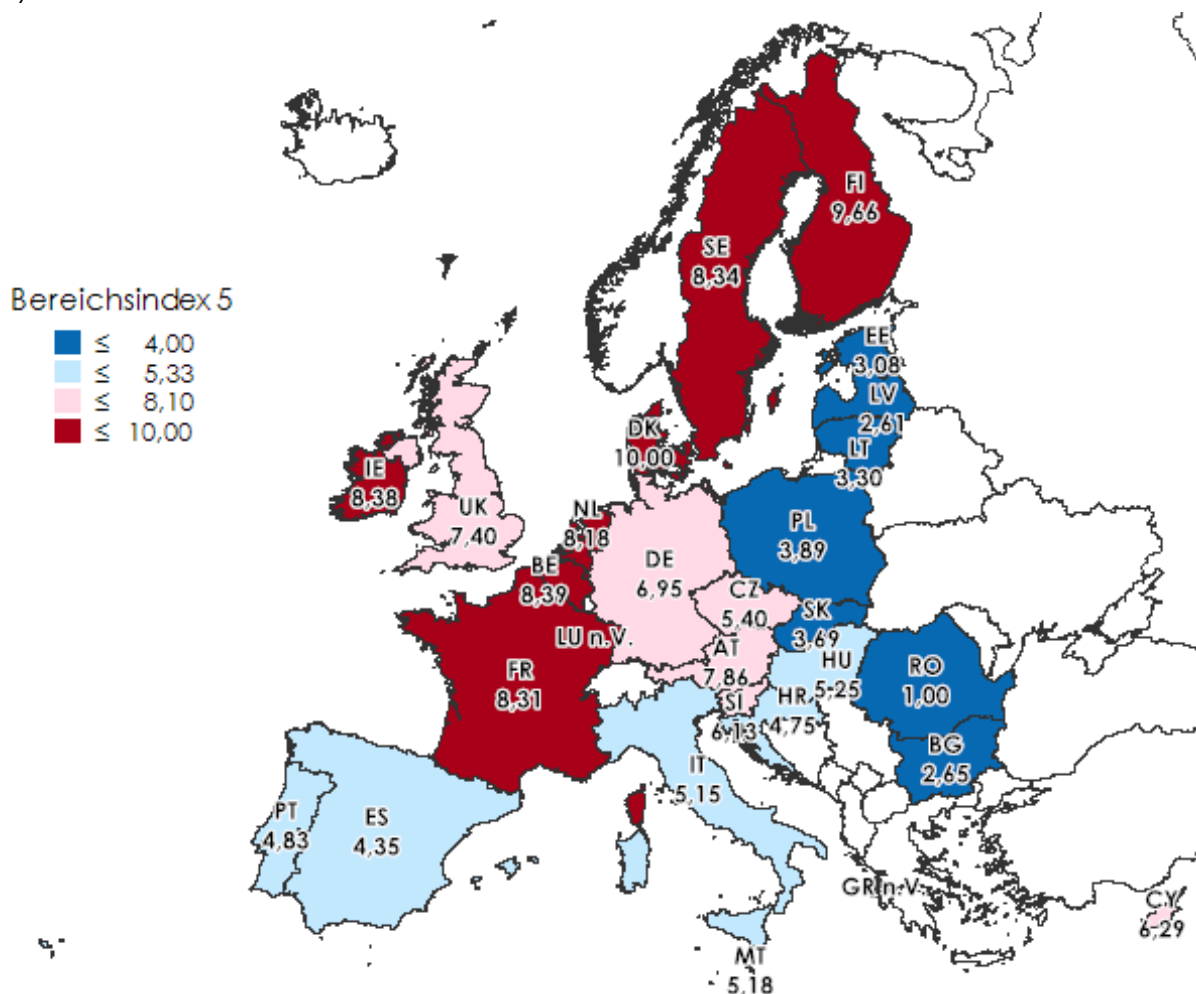 )
FI
9,66
SE
8,34
Bereichsindex 5
≤ 4,00
≤ 5,33
≤ 8,10
≤ 10,00
EE
3,08
LV
2,61
LT
3,30
DK
10,00
IE
8,38
UK
7,40
NL
8,18
BE
8,39
DE
6,95
PL
3,89
CZ
5,40
SK
3,69
LU n.V.
AT
7,86
HU
5,25
RO
1,00
FR
8,31
SI
6,13
HR
4,75
BG
2,65
IT
5,15
PT
4,83
ES
4,35
GR n.V.
CY
6,29
MT
5,18